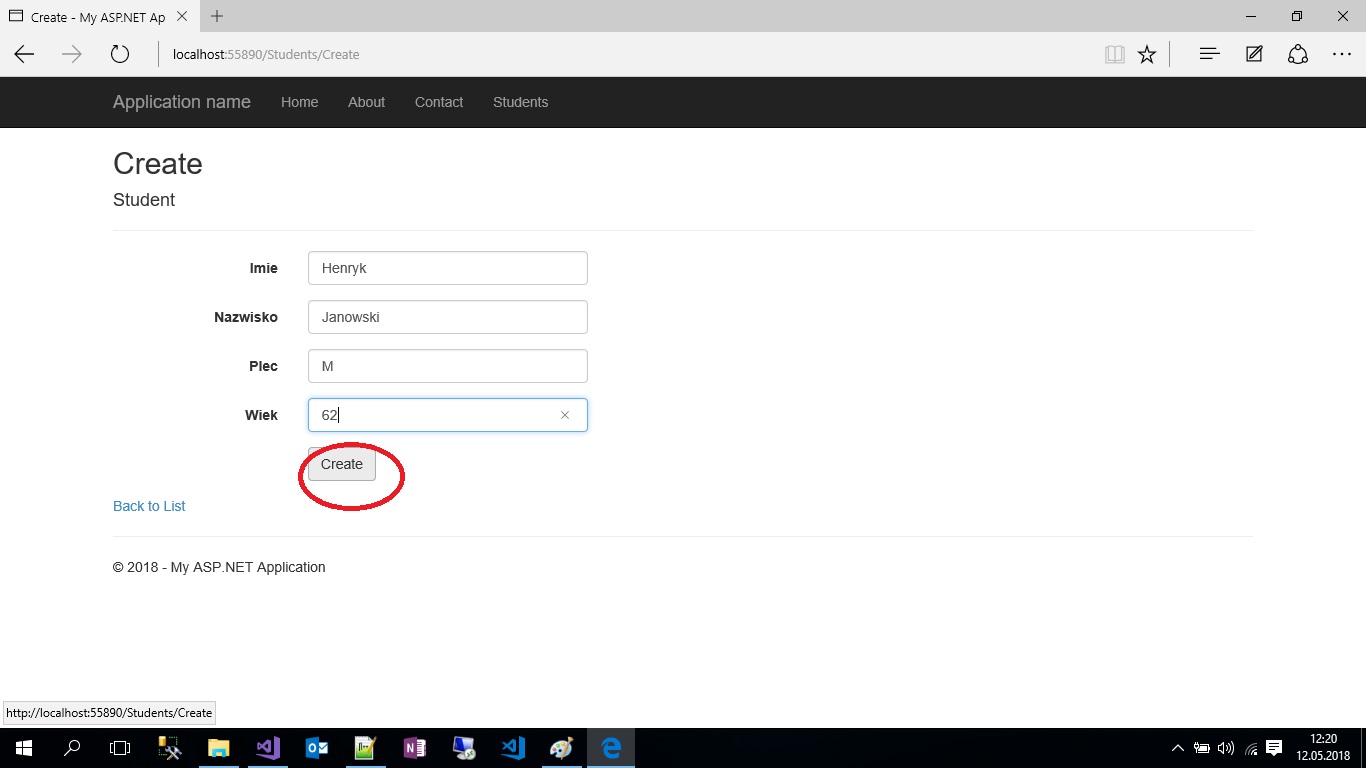 Create - My ASP.NET Ap
localhost:55890/Students/Create
Application name Home About Contact Students
Create
Student
Imie Henryk
Nazwisko Janowski
Plec M
Wiek 62
Create
Back to List
© 2018 - My ASP.NET Application
http://localhost:55890/Students/Create
12:20
12.05.2018